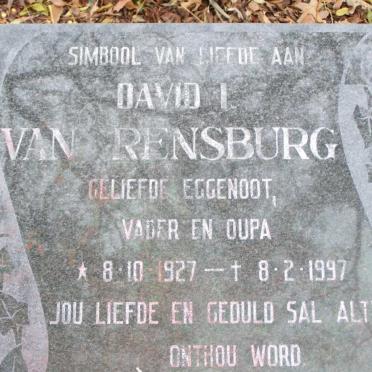 SIMBOOL VAN LIEFDE AAN
DAVID I.
VAN RENSBURG
GELIEFDE EGGENOOT,
VADER EN OUPA
★ 8·10·1927 — † 8·2·1997
JOU LIEFDE EN GEDULD SAL ALT
ONTHOU WORD